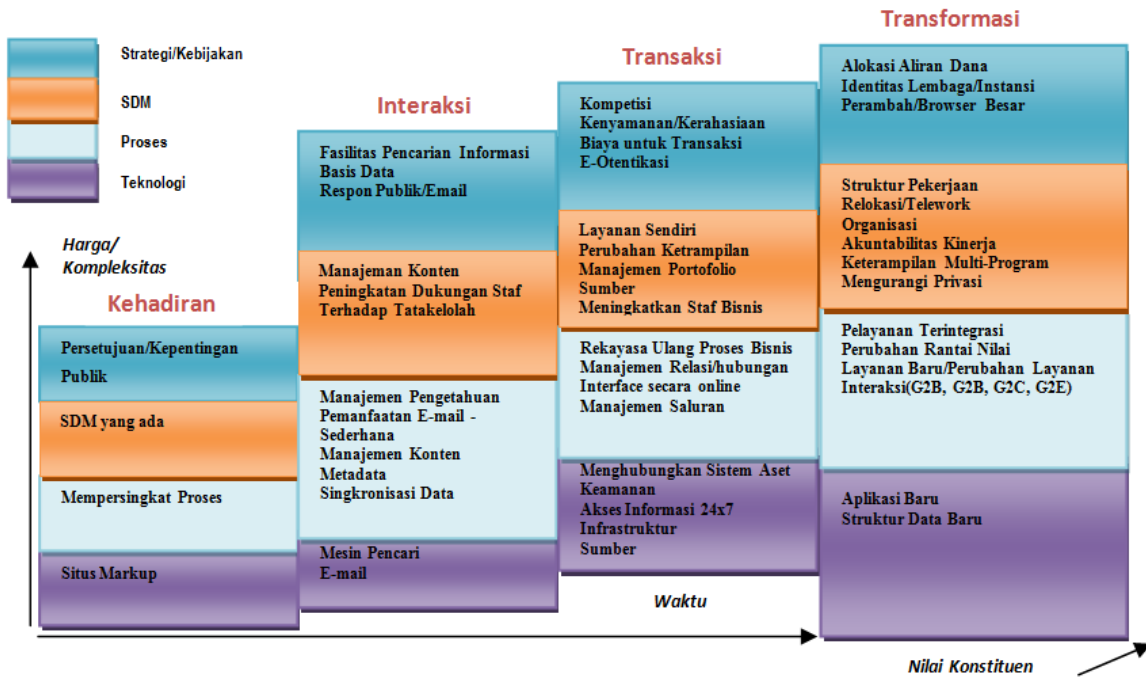 Strategi/Kebijakan
SDM
Proses
Teknologi
Harga/
Kompleksitas
Kehadiran
Persetujuan/Kepentingan
Publik
SDM yang ada
Mempersingkat Proses
Situs Markup
Interaksi
Fasilitas Pencarian Informasi
Basis Data
Respon Publik/Email
Manajeman Konten
Peningkatan Dukungan Staf
Terhadap Tatakelolah
Manajemen Pengetahuan
Pemanfaatan E-mail -
Sederhana
Manajemen Konten
Metadata
Singkronisasi Data
Mesin Pencari
E-mail
Transaksi
Kompetisi
Kenyamanan/Kerahasiaan
Biaya untuk Transaksi
E-Otentikasi
Layanan Sendiri
Perubahan Ketrampilan
Manajemen Portofolio
Sumber
Meningkatkan Staf Bisnis
Rekayasa Ulang Proses Bisnis
Manajemen Relasi/hubungan
Interface secara online
Manajemen Saluran
Menghubungkan Sistem Aset
Keamanan
Akses Informasi 24x7
Infrastruktur
Sumber
Transformasi
Alokasi Aliran Dana
Identitas Lembaga/Instansi
Perambah/Browser Besar
Struktur Pekerjaan
Relokasi/Telework
Organisasi
Akuntabilitas Kinerja
Keterampilan Multi-Program
Mengurangi Privasi
Pelayanan Terintegrasi
Perubahan Rantai Nilai
Layanan Baru/Perubahan Layanan
Interaksi(G2B, G2B, G2C, G2E)
Aplikasi Baru
Struktur Data Baru
Waktu
Nilai Konstituen